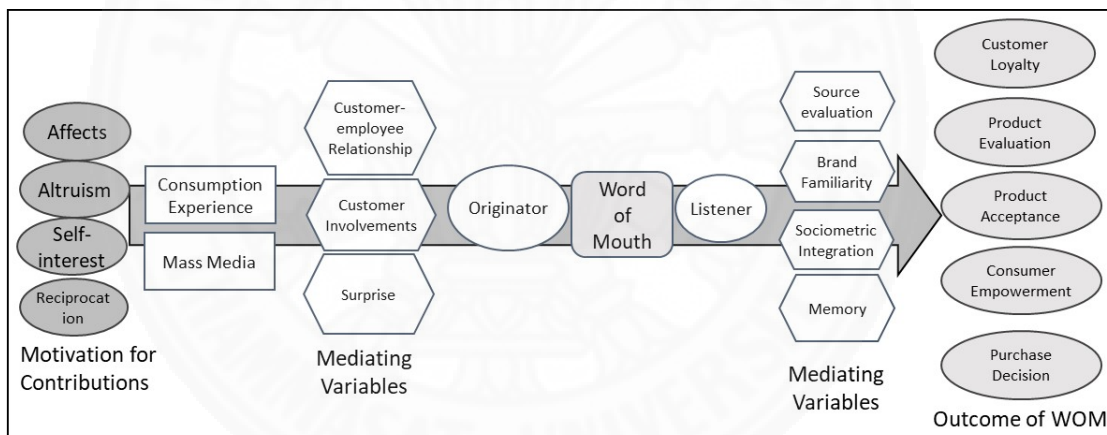 Affects
Altruism
Self-
interest
Reciprocat
ion
Motivation for
Contributions
Consumption
Experience
Mass Media
Customer-
employee
Relationship
Customer
Involvements
Surprise
Mediating
Variables
Originator
Word
of
Mouth
Listener
Source
evaluation
Brand
Familiarity
Sociometric
Integration
Memory
Mediating
Variables
Customer
Loyalty
Product
Evaluation
Product
Acceptance
Consumer
Empowerment
Purchase
Decision
Outcome of WOM